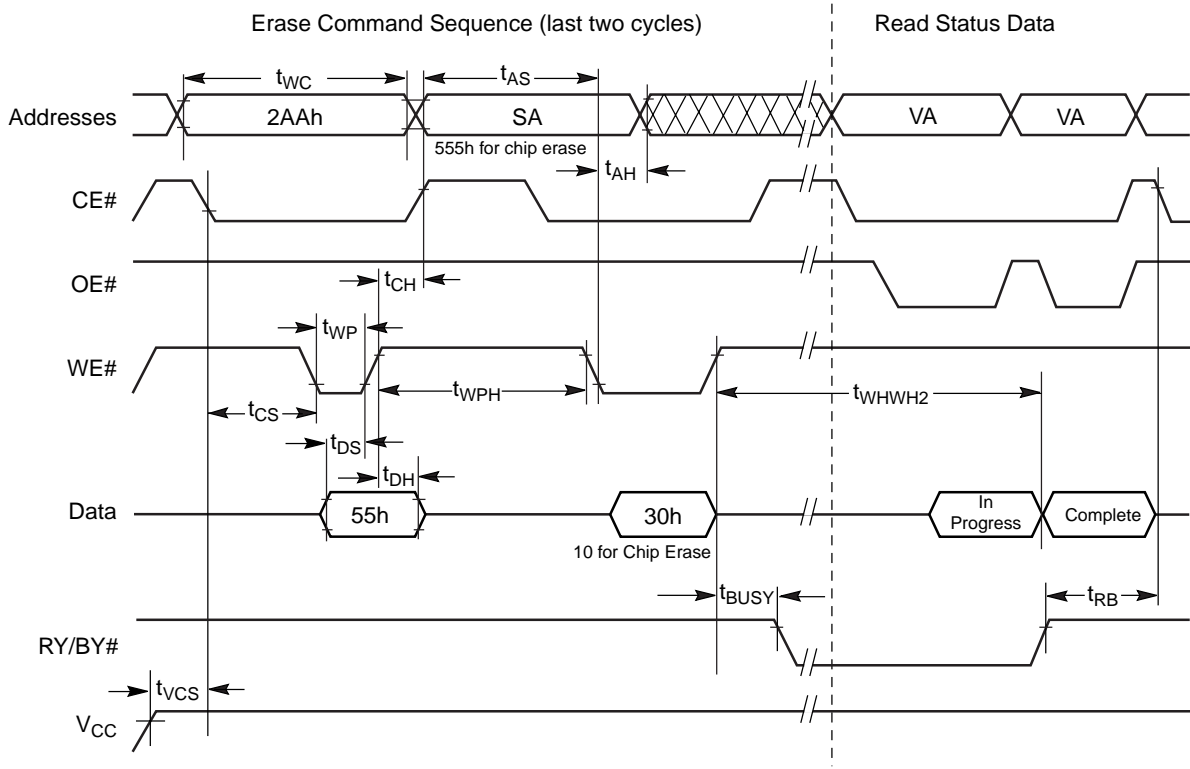 Erase Command Sequence (last two cycles)
Read Status Data
tWC
tAS
Addresses
2AAh
SA
VA
VA
555h for chip erase
tAH
CE#
OE#
tCH
tWP
WE#
tWPH
tWHWH2
tCS
tDS
tDH
Data
55h
30h
In
Progress
Complete
10 for Chip Erase
tBUSY
tRB
RY/BY#
tVCS
VCC